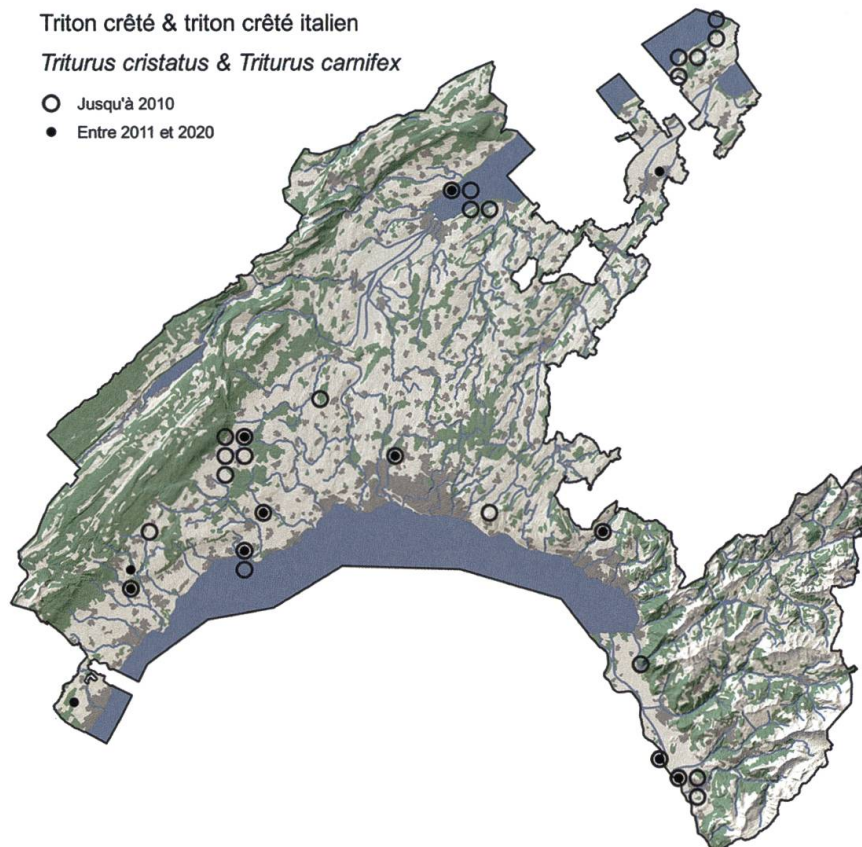 Triton crêté & triton crêté italien
Triturus cristatus & Triturus carnifex
Jusqu'à 2010
Entre 2011 et 2020